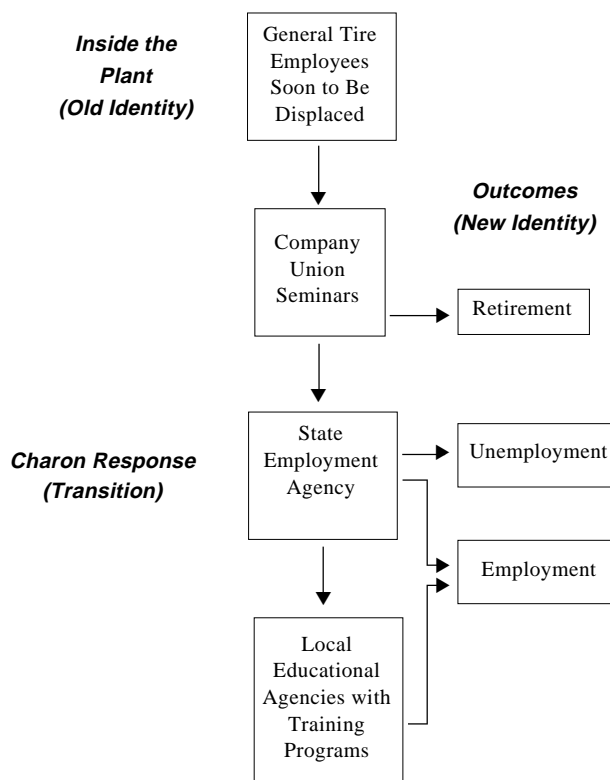 Inside the
Plant
(Old Identity)
General Tire
Employees
Soon to Be
Displaced
Outcomes
(New Identity)
Company
Union
Seminars
Retirement
Charon Response
(Transition)
State
Employment
Agency
Unemployment
Employment
Local
Educational
Agencies with
Training
Programs